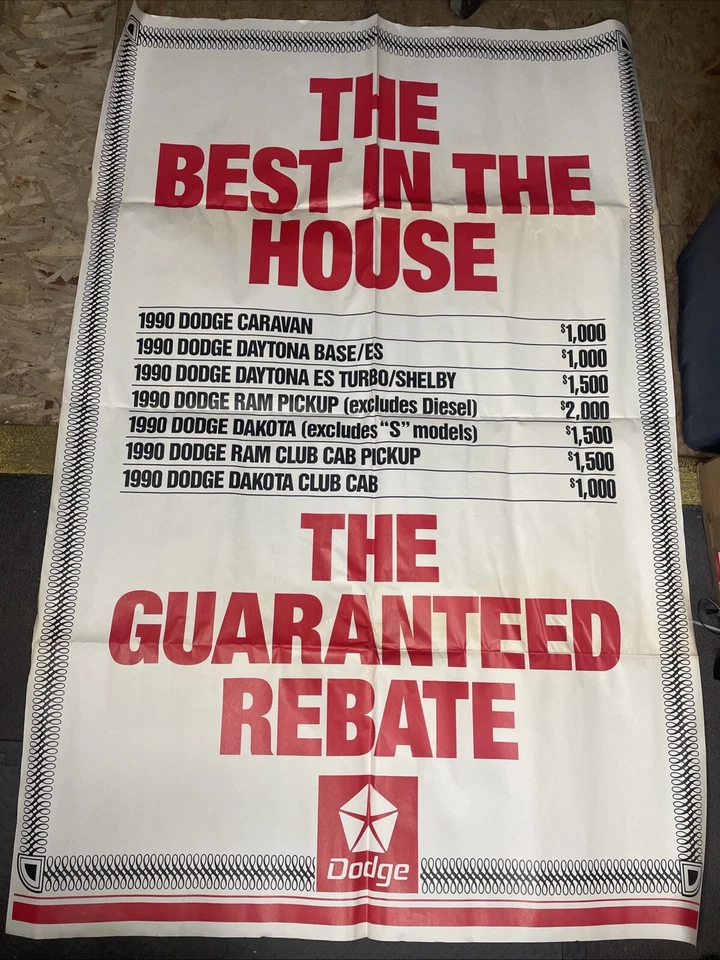 THE
BEST IN THE
HOUSE
1990 DODGE CARAVAN $1,000
1990 DODGE DAYTONA BASE/ES $1,000
1990 DODGE DAYTONA ES TURBO/SHELBY $1,500
1990 DODGE RAM PICKUP (excludes Diesel) $2,000
1990 DODGE DAKOTA (excludes "S" models) $1,500
1990 DODGE RAM CLUB CAB PICKUP $1,500
1990 DODGE DAKOTA CLUB CAB $1,000
THE
GUARANTEED
REBATE
Dodge